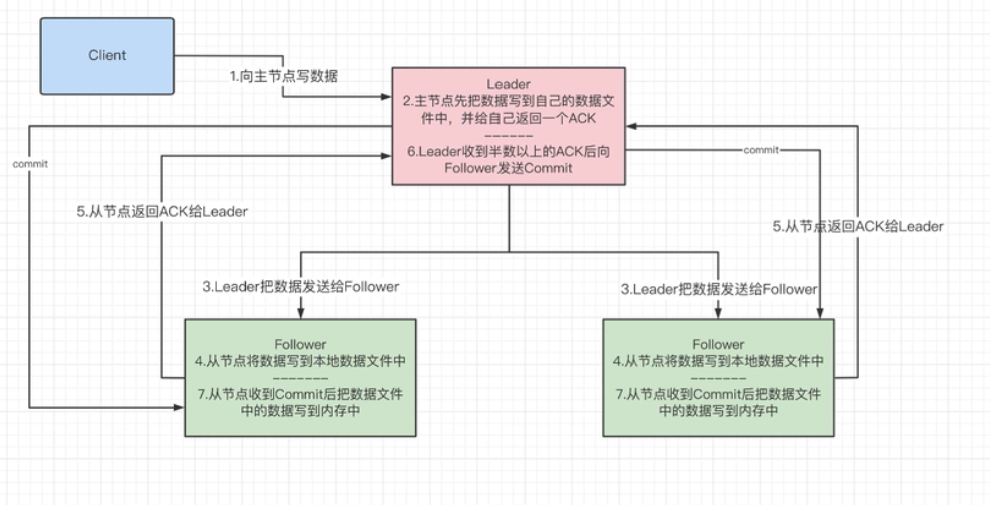 Client
1.向主节点写数据
Leader
2.主节点先把数据写到自己的数据文
件中，并给自己返回一个ACK
------
6.Leader收到半数以上的ACK后向
Follower发送Commit
commit
commit
5.从节点返回ACK给Leader
5.从节点返回ACK给Leader
3.Leader把数据发送给Follower
3.Leader把数据发送给Follower
Follower
4.从节点将数据写到本地数据文件中
-------
7.从节点收到Commit后把数据文件
中的数据写到内存中
Follower
4.从节点将数据写到本地数据文件中
-------
7.从节点收到Commit后把数据文件
中的数据写到内存中